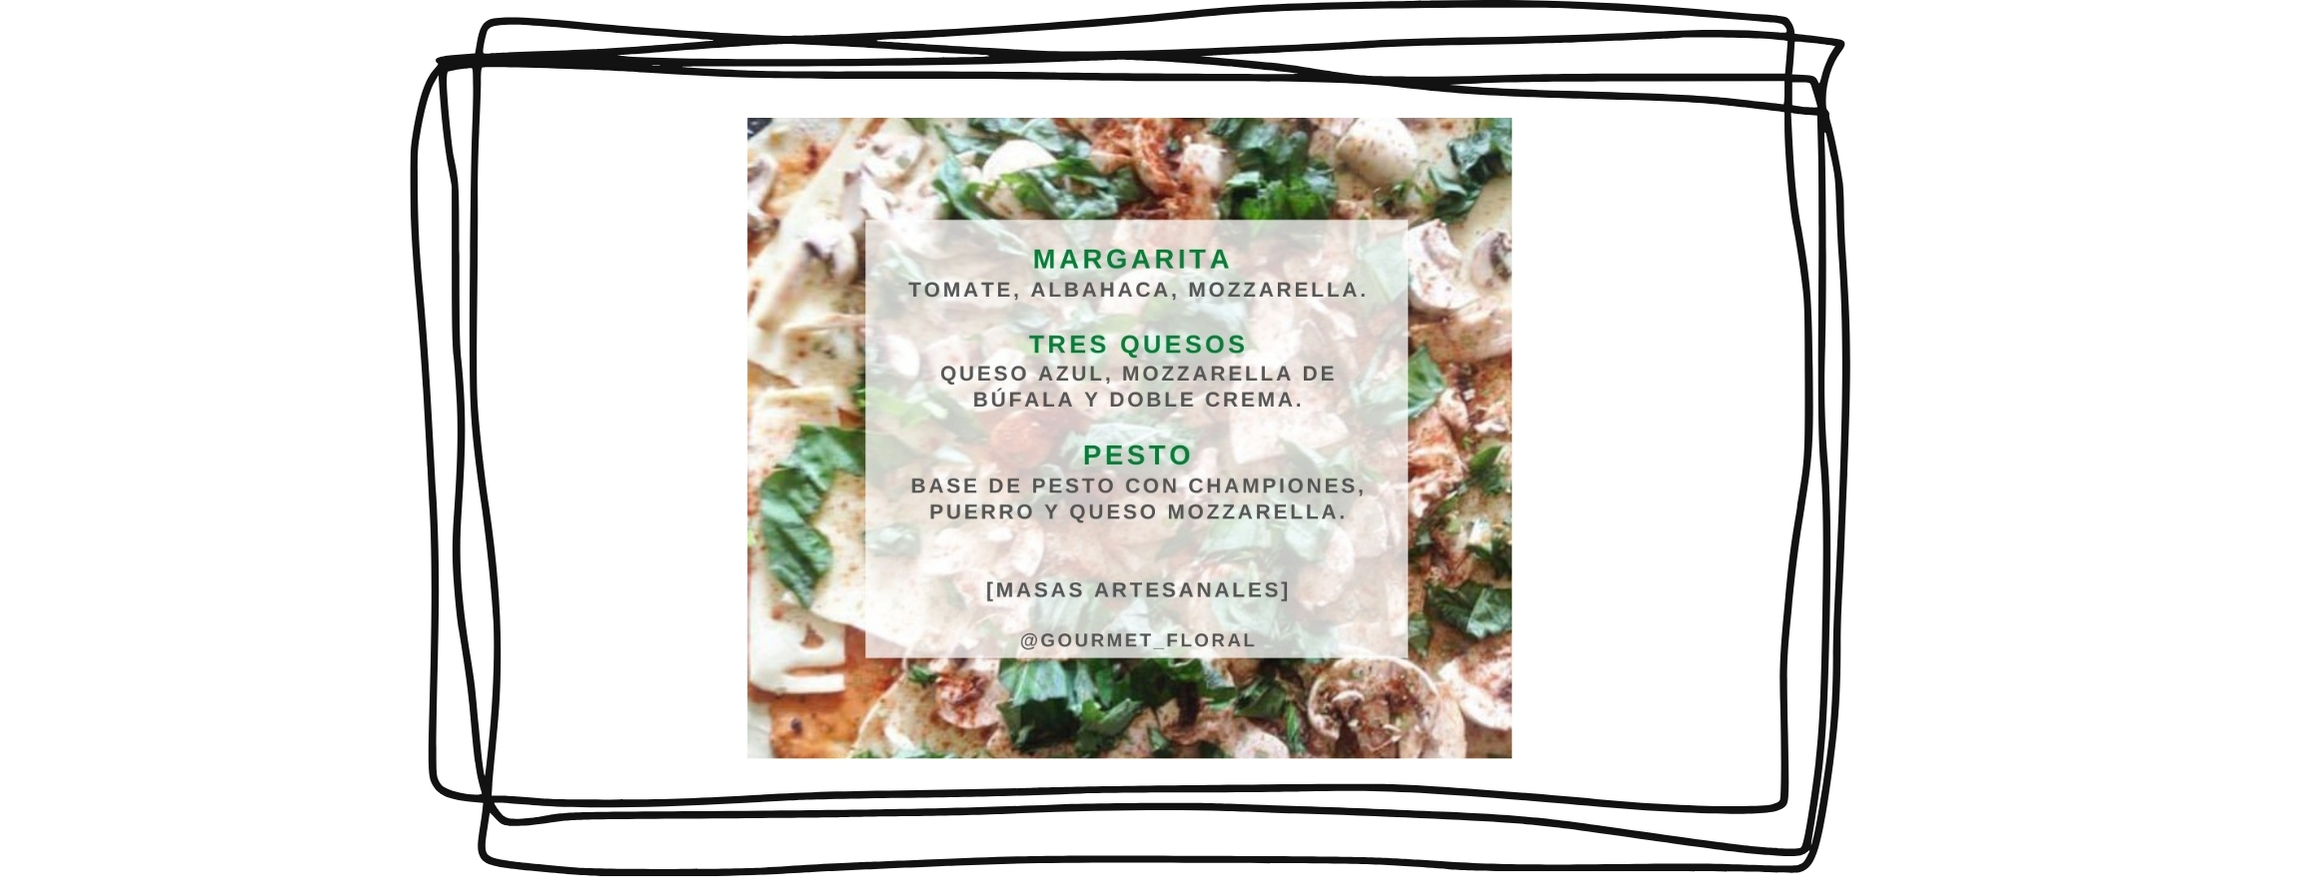 MARGARITA
TOMATE, ALBAHACA, MOZZARELLA.
TRES QUESOS
QUESO AZUL, MOZZARELLA DE
BÚFALA Y DOBLE CREMA.
PESTO
BASE DE PESTO CON CHAMPIONES,
PUERRO Y QUESO MOZZARELLA.
[MASAS ARTESANALES]
@GOURMET_FLORAL